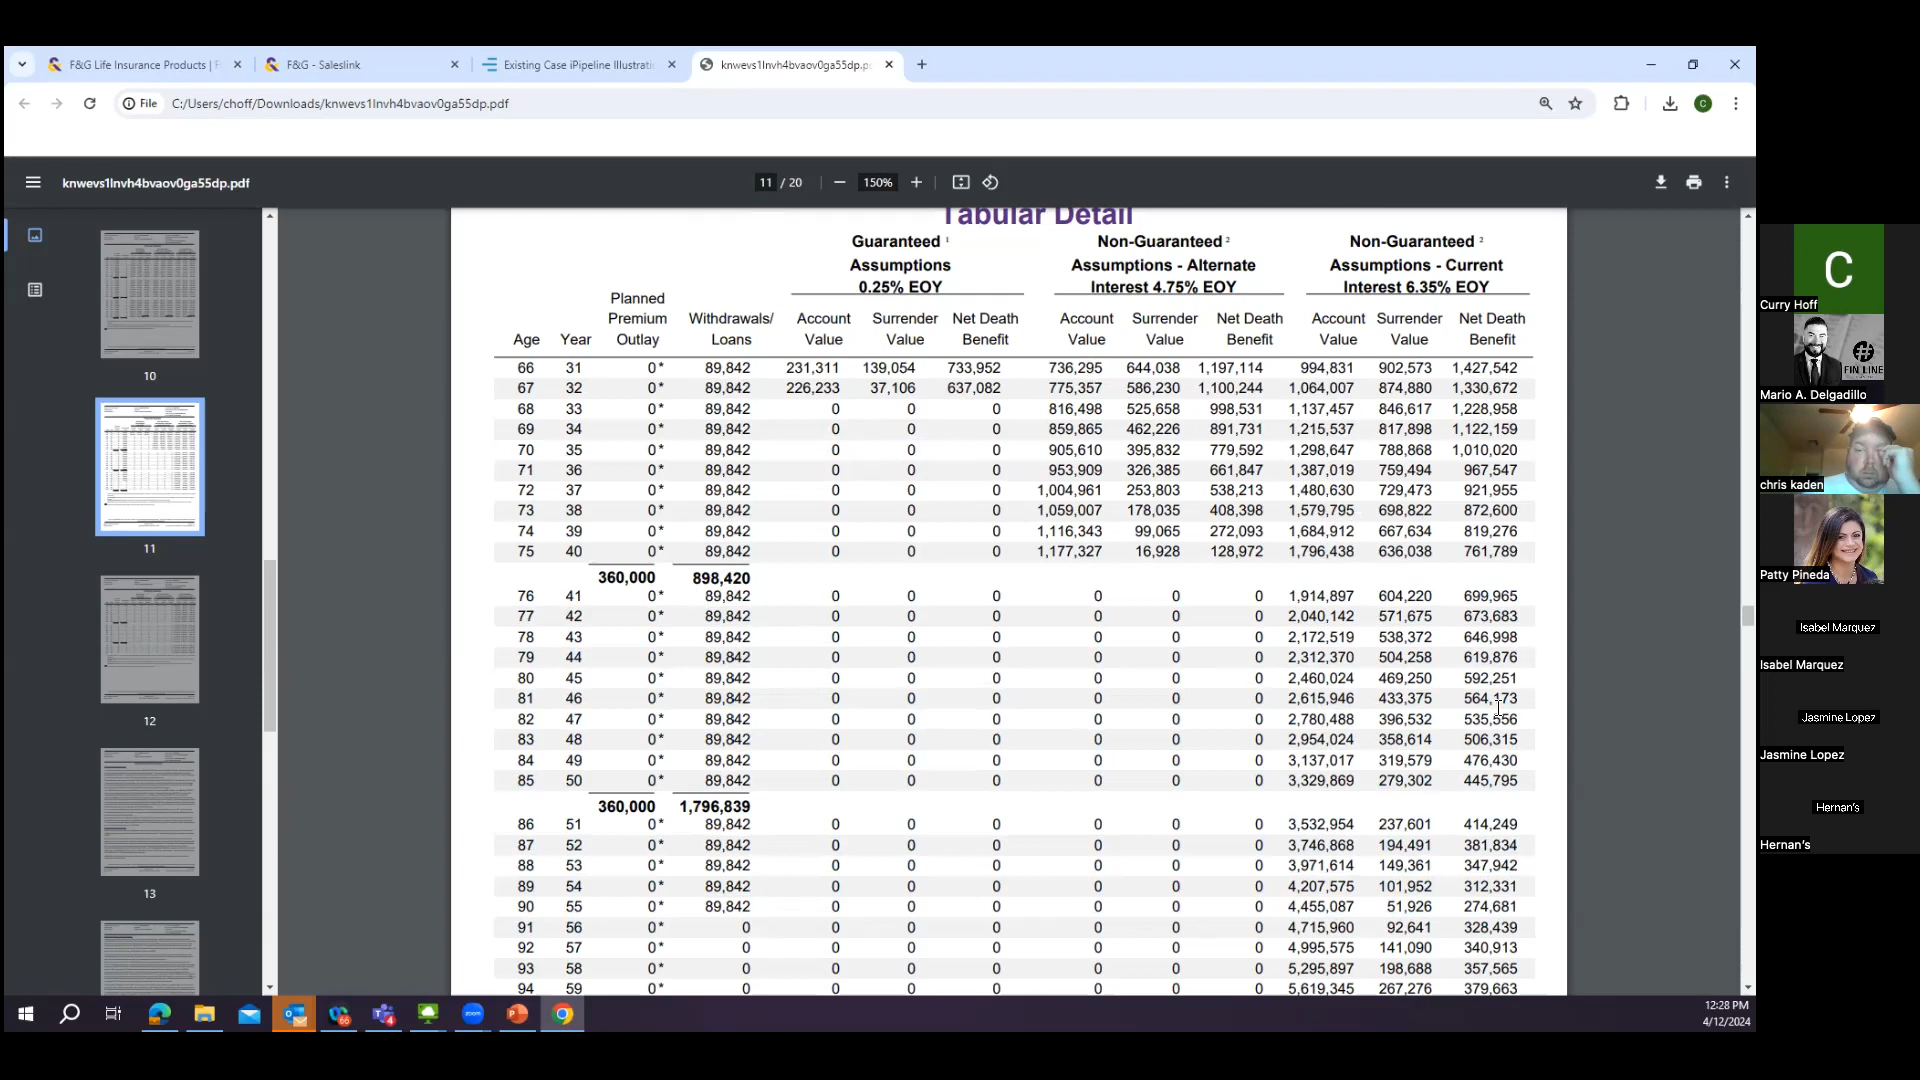 F&G Life Insurance Products | F
F&G - Saleslink
Existing Case iPipeline Illustratio
knwevs1lnvh4bvaov0ga55dp.p
File C:/Users/choff/Downloads/knwevs1lnvh4bvaov0ga55dp.pdf
C
knwevs1lnvh4bvaov0ga55dp.pdf
11 / 20
150%
10
11
12
13
Tabular Detail
Guaranteed 1 Non-Guaranteed 2 Non-Guaranteed 2
Assumptions Assumptions - Alternate Assumptions - Current
0.25% EOY Interest 4.75% EOY Interest 6.35% EOY
Planned
Premium Withdrawals/ Account Surrender Net Death Account Surrender Net Death Account Surrender Net Death
Age Year Outlay Loans Value Value Benefit Value Value Benefit Value Value Benefit
66 31 0* 89,842 231,311 139,054 733,952 736,295 644,038 1,197,114 994,831 902,573 1,427,542
67 32 0* 89,842 226,233 37,106 637,082 775,357 586,230 1,100,244 1,064,007 874,880 1,330,672
68 33 0* 89,842 0 0 0 816,498 525,658 998,531 1,137,457 846,617 1,228,958
69 34 0* 89,842 0 0 0 859,865 462,226 891,731 1,215,537 817,898 1,122,159
70 35 0* 89,842 0 0 0 905,610 395,832 779,592 1,298,647 788,868 1,010,020
71 36 0* 89,842 0 0 0 953,909 326,385 661,847 1,387,019 759,494 967,547
72 37 0* 89,842 0 0 0 1,004,961 253,803 538,213 1,480,630 729,473 921,955
73 38 0* 89,842 0 0 0 1,059,007 178,035 408,398 1,579,795 698,822 872,600
74 39 0* 89,842 0 0 0 1,116,343 99,065 272,093 1,684,912 667,634 819,276
75 40 0* 89,842 0 0 0 1,177,327 16,928 128,972 1,796,438 636,038 761,789
360,000 898,420
76 41 0* 89,842 0 0 0 0 0 0 1,914,897 604,220 699,965
77 42 0* 89,842 0 0 0 0 0 0 2,040,142 571,675 673,683
78 43 0* 89,842 0 0 0 0 0 0 2,172,519 538,372 646,998
79 44 0* 89,842 0 0 0 0 0 0 2,312,370 504,258 619,876
80 45 0* 89,842 0 0 0 0 0 0 2,460,024 469,250 592,251
81 46 0* 89,842 0 0 0 0 0 0 2,615,946 433,375 564,173
82 47 0* 89,842 0 0 0 0 0 0 2,780,488 396,532 535,556
83 48 0* 89,842 0 0 0 0 0 0 2,954,024 358,614 506,315
84 49 0* 89,842 0 0 0 0 0 0 3,137,017 319,579 476,430
85 50 0* 89,842 0 0 0 0 0 0 3,329,869 279,302 445,795
360,000 1,796,839
86 51 0* 89,842 0 0 0 0 0 0 3,532,954 237,601 414,249
87 52 0* 89,842 0 0 0 0 0 0 3,746,868 194,491 381,834
88 53 0* 89,842 0 0 0 0 0 0 3,971,614 149,361 347,942
89 54 0* 89,842 0 0 0 0 0 0 4,207,575 101,952 312,331
90 55 0* 89,842 0 0 0 0 0 0 4,455,087 51,926 274,681
91 56 0* 0 0 0 0 0 0 0 4,715,960 92,641 328,439
92 57 0* 0 0 0 0 0 0 0 4,995,575 141,090 340,913
93 58 0* 0 0 0 0 0 0 0 5,295,897 198,688 357,565
94 59 0* 0 0 0 0 0 0 0 5,619,345 267,276 379,663
12:28 PM
4/12/2024
C
Curry Hoff
#
FIN LINE
Mario A. Delgadillo
chris kaden
Patty Pineda
Isabel Marquez
Isabel Marquez
Jasmine Lopez
Jasmine Lopez
Hernan's
Hernan's